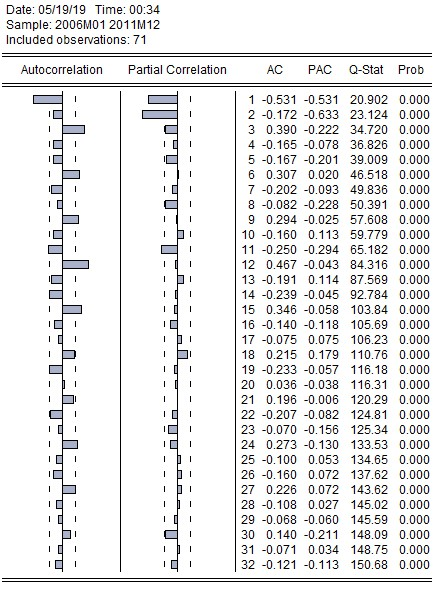 Date: 05/19/19 Time: 00:34
Sample: 2006M01 2011M12
Included observations: 71
Autocorrelation Partial Correlation AC PAC Q-Stat Prob
1 -0.531 -0.531 20.902 0.000
2 -0.172 -0.633 23.124 0.000
3 0.390 -0.222 34.720 0.000
4 -0.165 -0.078 36.826 0.000
5 -0.167 -0.201 39.009 0.000
6 0.307 0.020 46.518 0.000
7 -0.202 -0.093 49.836 0.000
8 -0.082 -0.228 50.391 0.000
9 0.294 -0.025 57.608 0.000
10 -0.160 0.113 59.779 0.000
11 -0.250 -0.294 65.182 0.000
12 0.467 -0.043 84.316 0.000
13 -0.191 0.114 87.569 0.000
14 -0.239 -0.045 92.784 0.000
15 0.346 -0.058 103.84 0.000
16 -0.140 -0.118 105.69 0.000
17 -0.075 0.075 106.23 0.000
18 0.215 0.179 110.76 0.000
19 -0.233 -0.057 116.18 0.000
20 0.036 -0.038 116.31 0.000
21 0.196 -0.006 120.29 0.000
22 -0.207 -0.082 124.81 0.000
23 -0.070 -0.156 125.34 0.000
24 0.273 -0.130 133.53 0.000
25 -0.100 0.053 134.65 0.000
26 -0.160 0.072 137.62 0.000
27 0.226 0.072 143.62 0.000
28 -0.108 0.027 145.02 0.000
29 -0.068 -0.060 145.59 0.000
30 0.140 -0.211 148.09 0.000
31 -0.071 0.034 148.75 0.000
32 -0.121 -0.113 150.68 0.000